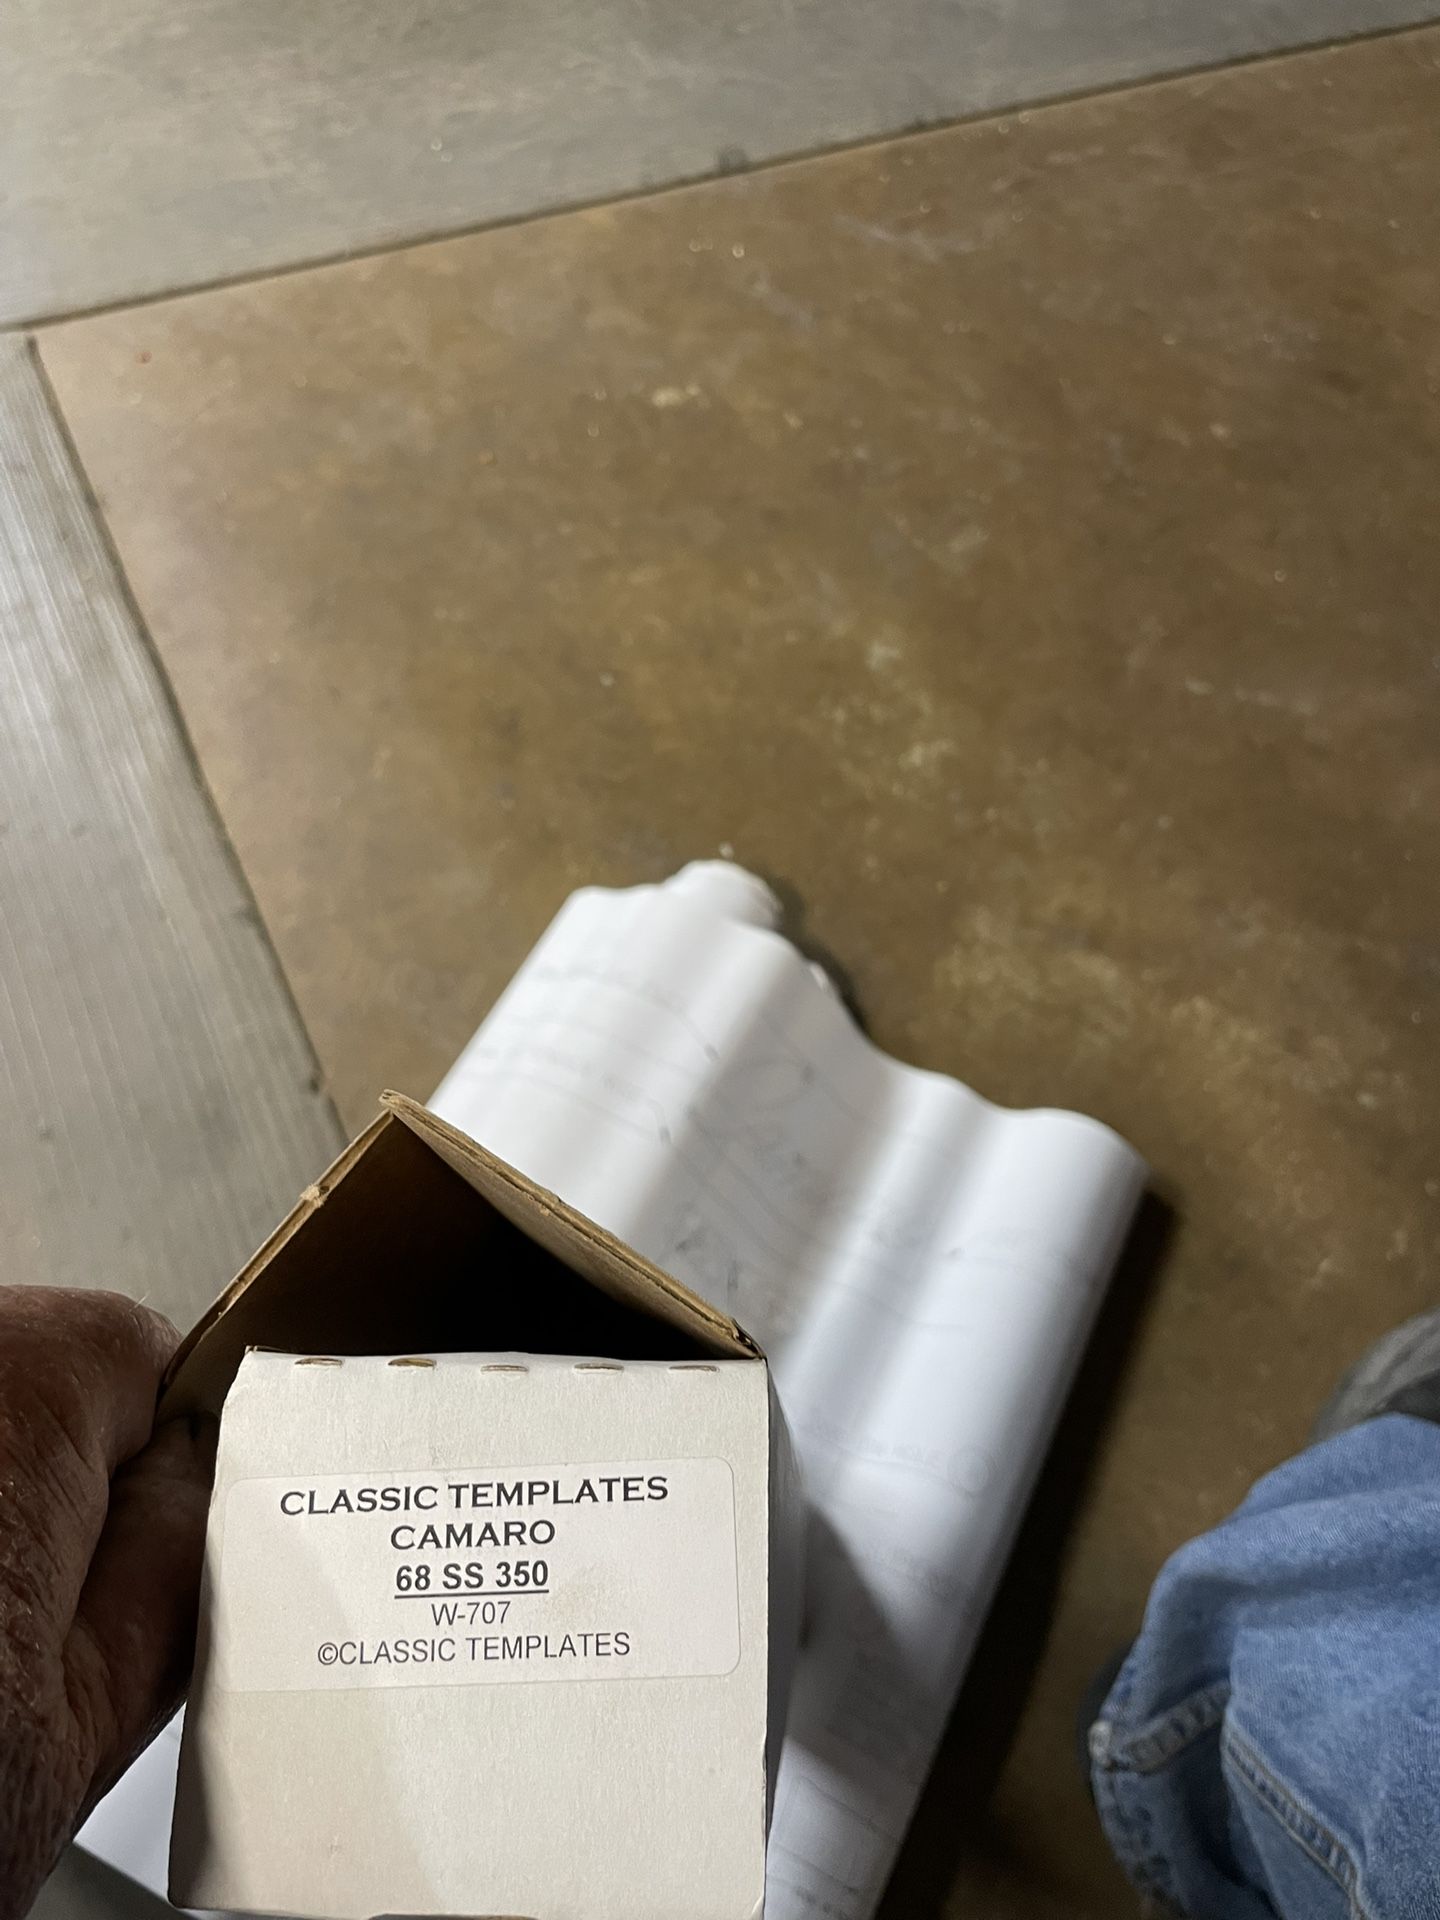 CLASSIC TEMPLATES
CAMARO
68 SS 350
W-707
©CLASSIC TEMPLATES